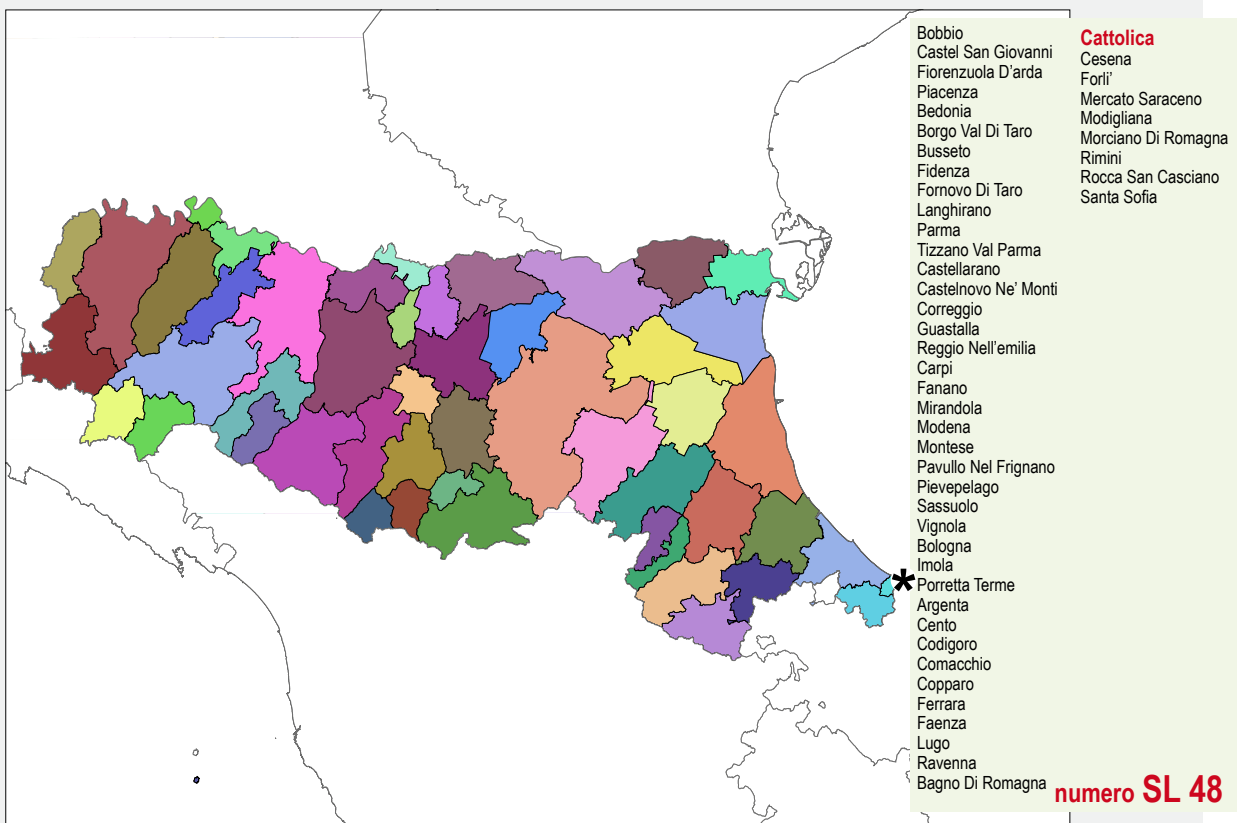 Bobbio
Castel San Giovanni
Fiorenzuola D'arda
Piacenza
Bedonia
Borgo Val Di Taro
Busseto
Fidenza
Fornovo Di Taro
Langhirano
Parma
Tizzano Val Parma
Castellarano
Castelnovo Ne' Monti
Correggio
Guastalla
Reggio Nell'emilia
Carpi
Fanano
Mirandola
Modena
Montese
Pavullo Nel Frignano
Pievepelago
Sassuolo
Vignola
Bologna
Imola
*
Porretta Terme
Argenta
Cento
Codigoro
Comacchio
Copparo
Ferrara
Faenza
Lugo
Ravenna
Bagno Di Romagna
Cattolica
Cesena
Forli'
Mercato Saraceno
Modigliana
Morciano Di Romagna
Rimini
Rocca San Casciano
Santa Sofia
numero SL 48